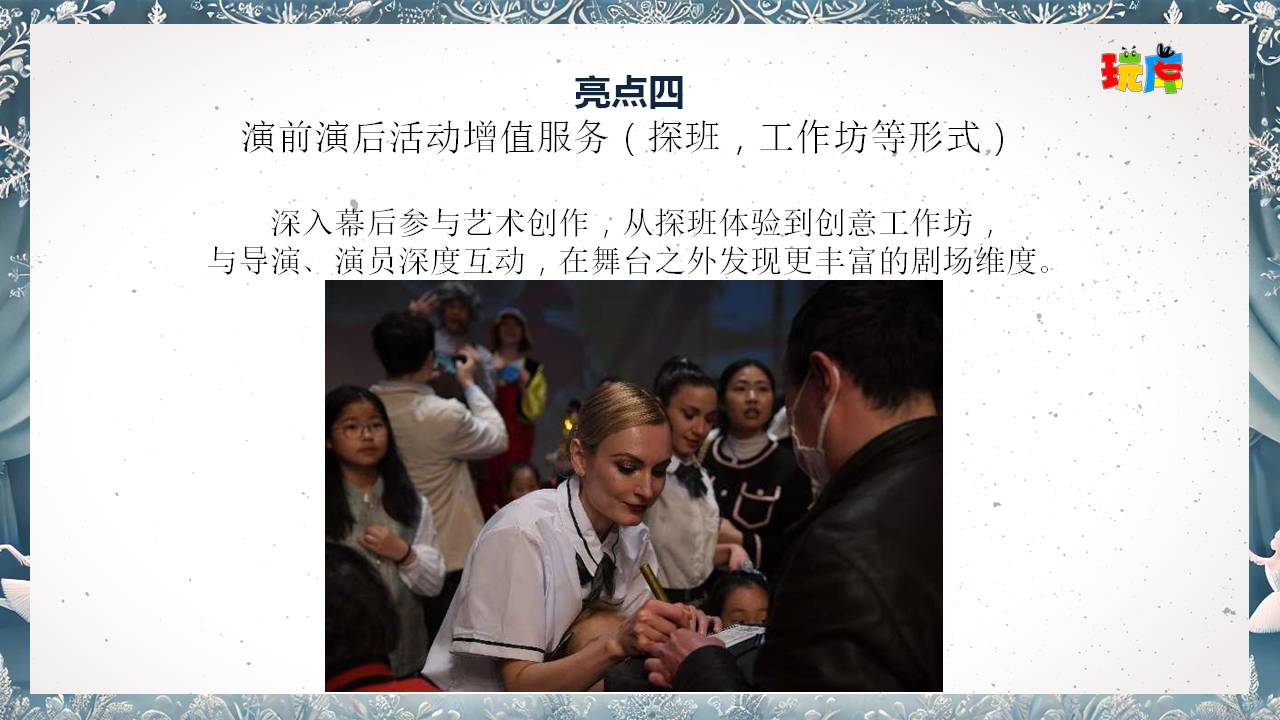 玩库
亮点四
演前演后活动增值服务（探班，工作坊等形式）
深入幕后参与艺术创作，从探班体验到创意工作坊，
与导演、演员深度互动，在舞台之外发现更丰富的剧场维度。